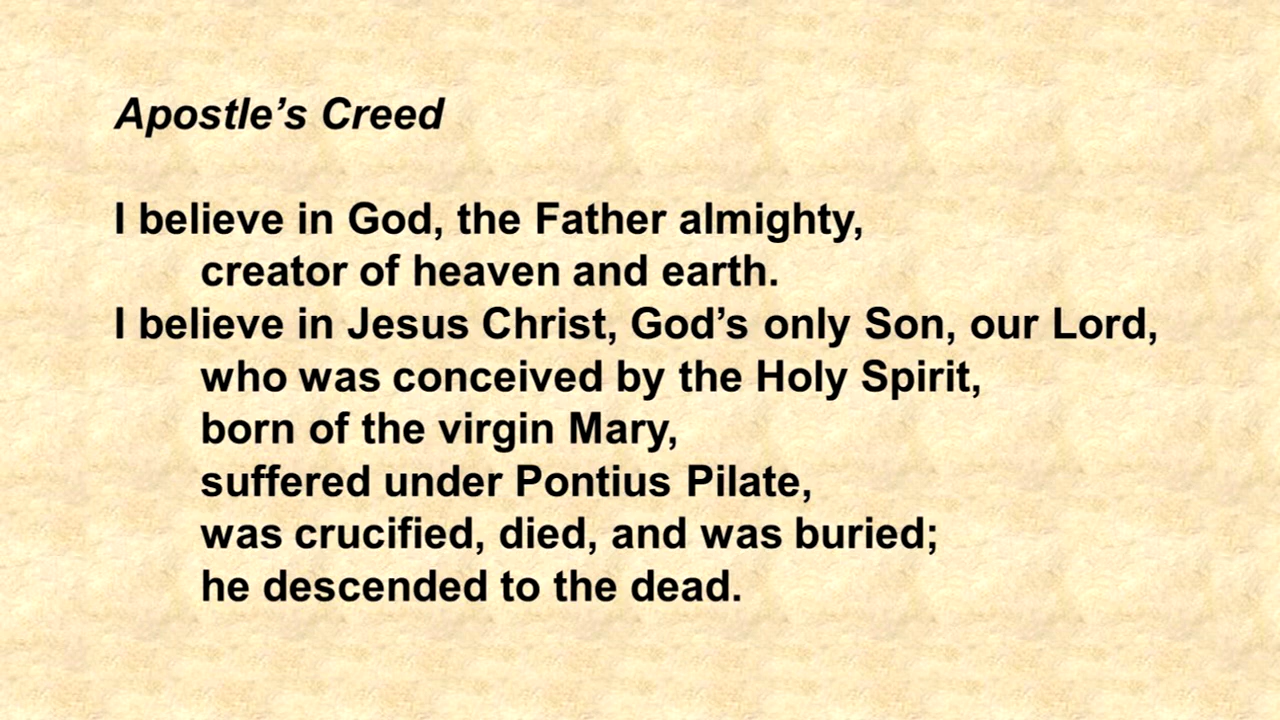 Apostle’s Creed
I believe in God, the Father almighty,
creator of heaven and earth.
I believe in Jesus Christ, God’s only Son, our Lord,
who was conceived by the Holy Spirit,
born of the virgin Mary,
suffered under Pontius Pilate,
was crucified, died, and was buried;
he descended to the dead.